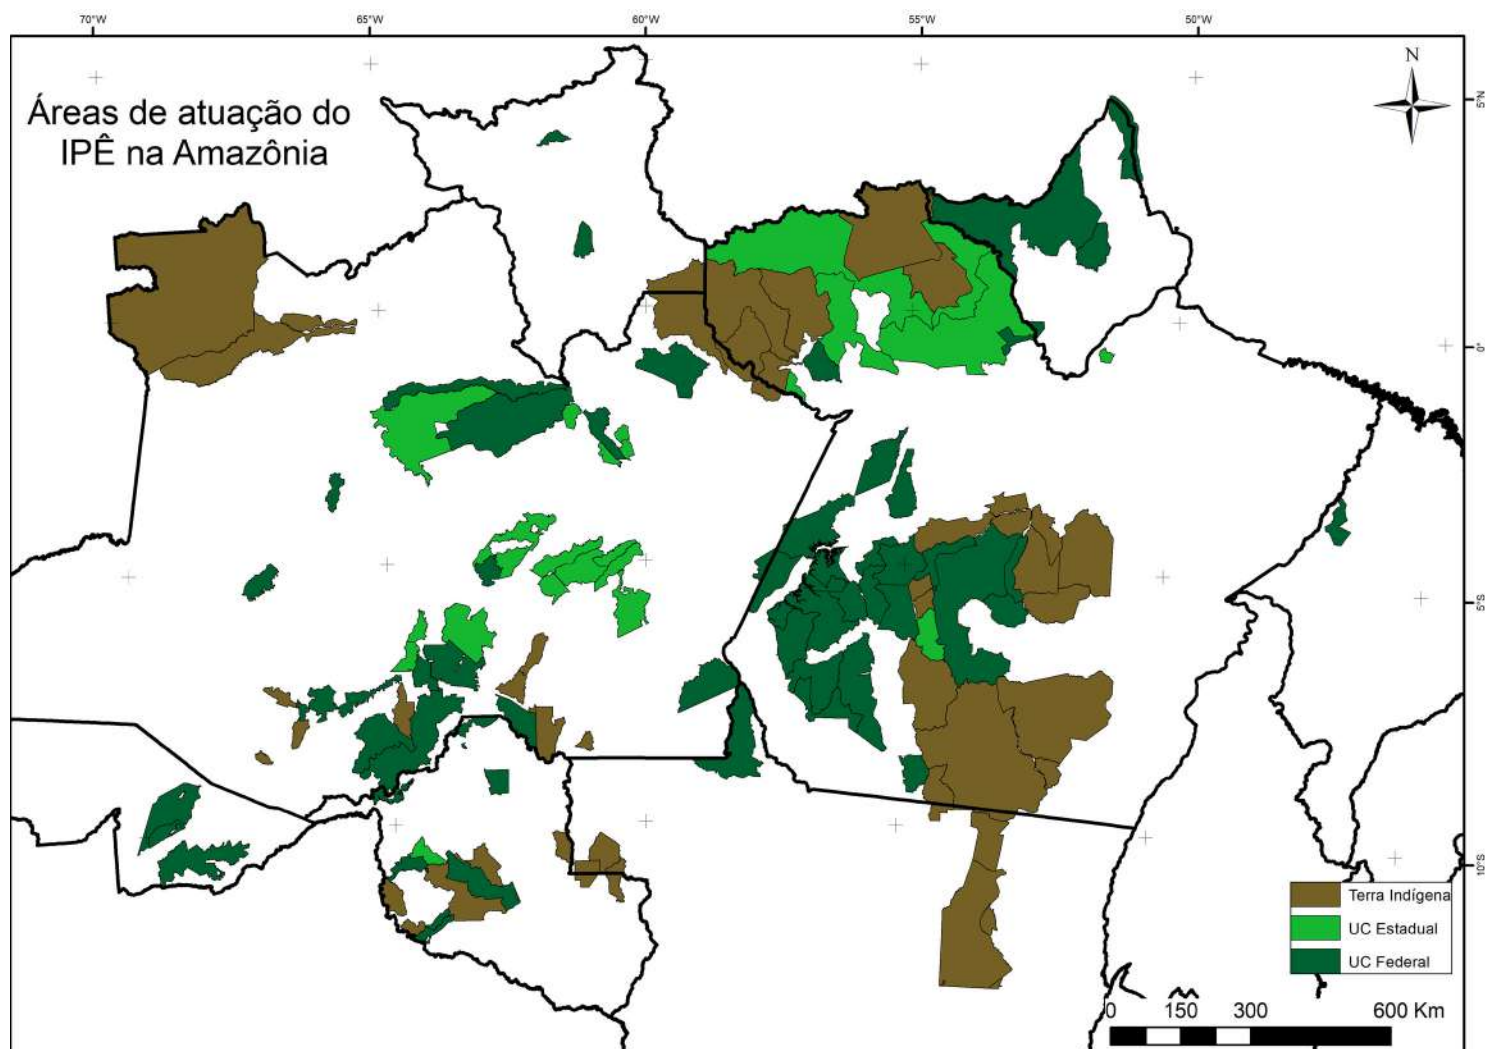 70°W 65°W 60°W 55°W 50°W
Áreas de atuação do
IPÊ na Amazônia
N
5°N
0°
5°S
10°S
Terra Indígena
UC Estadual
UC Federal
0 150 300 600 Km